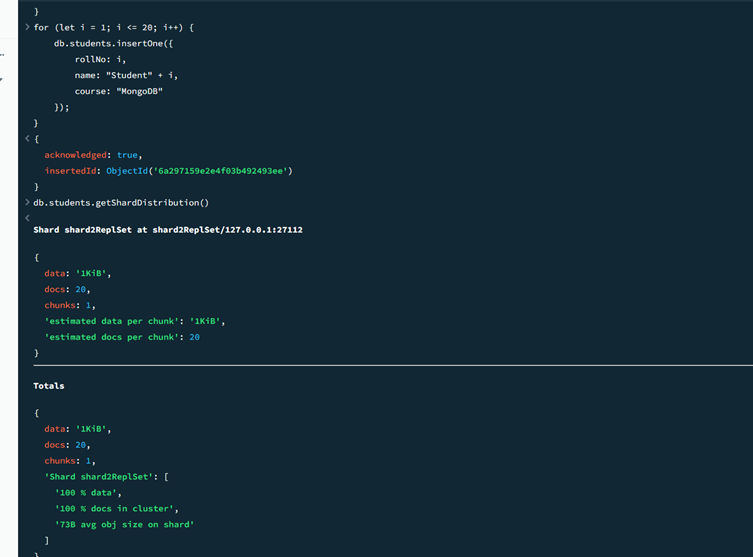 }
for (let i = 1; i <= 20; i++) {
    db.students.insertOne({
        rollNo: i,
        name: "Student" + i,
        course: "MongoDB"
    });
}
{
  acknowledged: true,
  insertedId: ObjectId('6a297159e2e4f03b492493ee')
}
db.students.getShardDistribution()
Shard shard2ReplSet at shard2ReplSet/127.0.0.1:27112
{
  data: '1KiB',
  docs: 20,
  chunks: 1,
  'estimated data per chunk': '1KiB',
  'estimated docs per chunk': 20
}
Totals
{
  data: '1KiB',
  docs: 20,
  chunks: 1,
  'Shard shard2ReplSet': [
    '100 % data',
    '100 % docs in cluster',
    '73B avg obj size on shard'
  ]
}